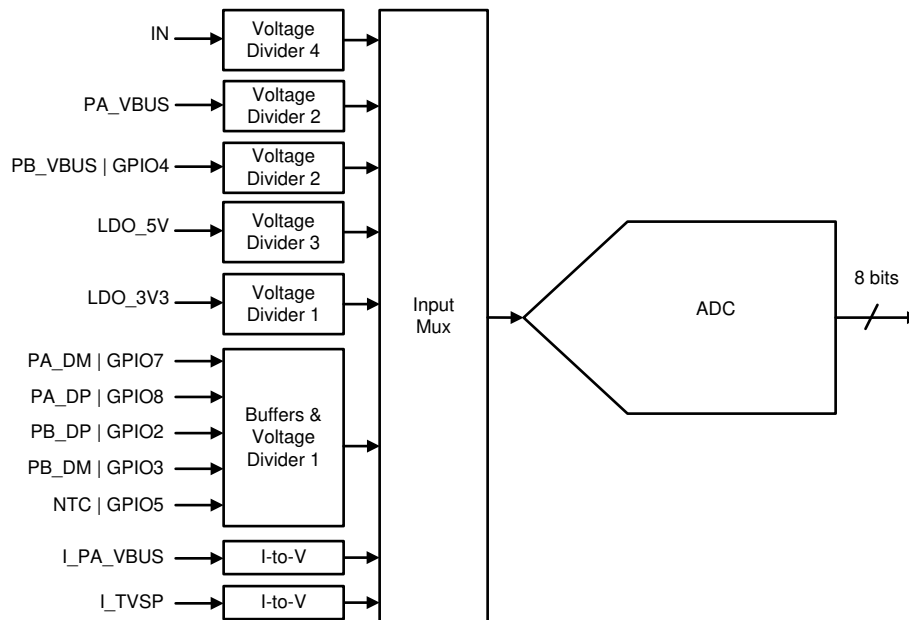 IN
Voltage
Divider 4
PA_VBUS
Voltage
Divider 2
PB_VBUS | GPIO4
Voltage
Divider 2
LDO_5V
Voltage
Divider 3
LDO_3V3
Voltage
Divider 1
PA_DM | GPIO7
PA_DP | GPIO8
PB_DP | GPIO2
PB_DM | GPIO3
NTC | GPIO5
Buffers &
Voltage
Divider 1
I_PA_VBUS
I-to-V
I_TVSP
I-to-V
Input
Mux
ADC
8 bits